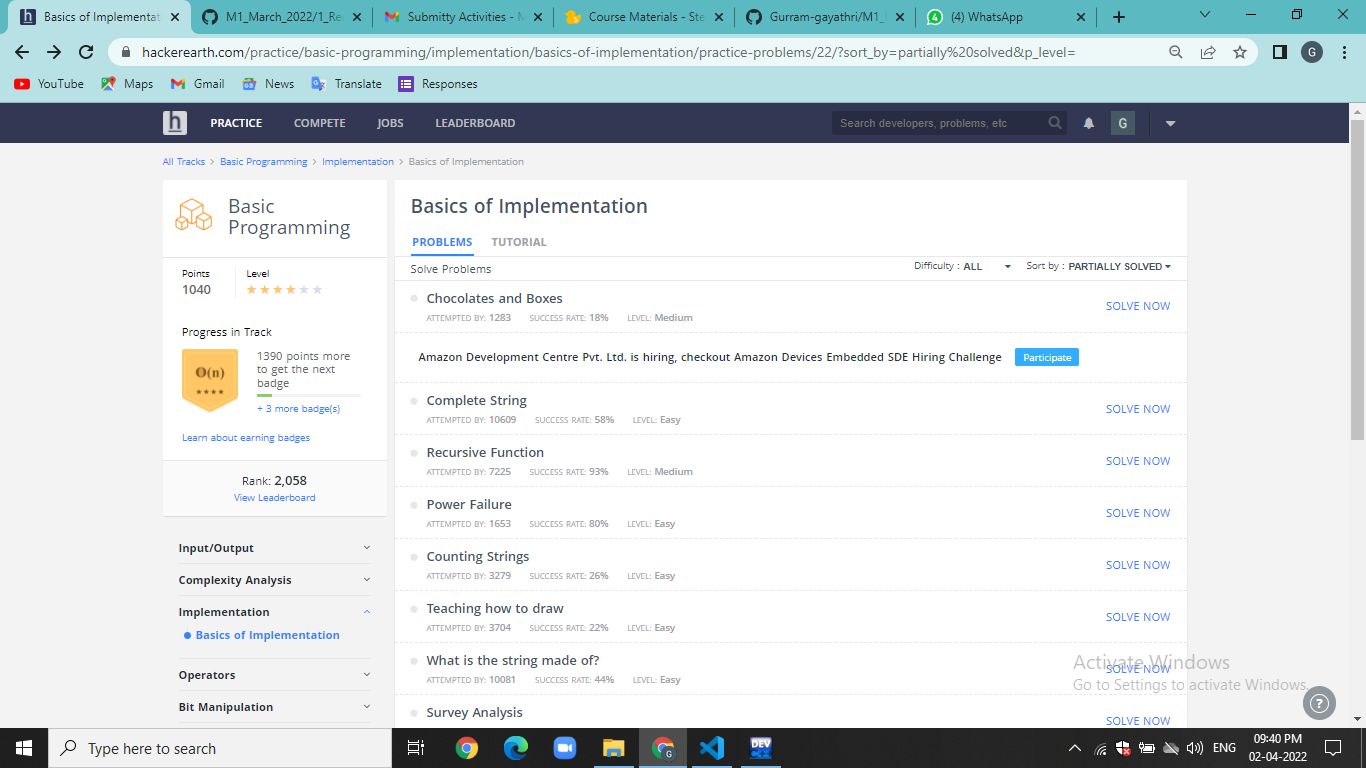 Basics of Implementat
M1_March_2022/1_Re
Submitty Activities - M
Course Materials - Ste
Gurram-gayathri/M1_
(4) WhatsApp
hackerearth.com/practice/basic-programming/implementation/basics-of-implementation/practice-problems/22/?sort_by=partially%20solved&p_level=
G
YouTube
Maps
Gmail
News
Translate
Responses
h
PRACTICE
COMPETE
JOBS
LEADERBOARD
Search developers, problems, etc
G
All Tracks > Basic Programming > Implementation > Basics of Implementation
Basic
Programming
Points
1040
Level
Progress in Track
O(n)
1390 points more
to get the next
badge
+ 3 more badge(s)
Learn about earning badges
Rank: 2,058
View Leaderboard
Input/Output
Complexity Analysis
Implementation
Basics of Implementation
Operators
Bit Manipulation
Basics of Implementation
PROBLEMS
TUTORIAL
Solve Problems
Difficulty : ALL
Sort by : PARTIALLY SOLVED
Chocolates and Boxes
ATTEMPTED BY: 1283 SUCCESS RATE: 18% LEVEL: Medium
SOLVE NOW
Amazon Development Centre Pvt. Ltd. is hiring, checkout Amazon Devices Embedded SDE Hiring Challenge
Participate
Complete String
ATTEMPTED BY: 10609 SUCCESS RATE: 58% LEVEL: Easy
SOLVE NOW
Recursive Function
ATTEMPTED BY: 7225 SUCCESS RATE: 93% LEVEL: Medium
SOLVE NOW
Power Failure
ATTEMPTED BY: 1653 SUCCESS RATE: 80% LEVEL: Easy
SOLVE NOW
Counting Strings
ATTEMPTED BY: 3279 SUCCESS RATE: 26% LEVEL: Easy
SOLVE NOW
Teaching how to draw
ATTEMPTED BY: 3704 SUCCESS RATE: 22% LEVEL: Easy
SOLVE NOW
What is the string made of?
ATTEMPTED BY: 10081 SUCCESS RATE: 44% LEVEL: Easy
SOLVE NOW
Survey Analysis
SOLVE NOW
Activate Windows
Go to Settings to activate Windows.
?
Type here to search
G
DEV
C++
ENG
09:40 PM
02-04-2022